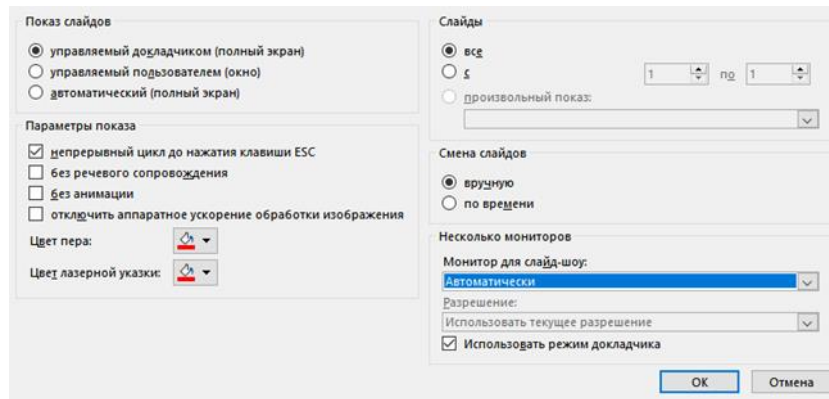 Показ слайдов
управляемый докладчиком (полный экран)
управляемый пользователем (окно)
автоматический (полный экран)
Параметры показа
непрерывный цикл до нажатия клавиши ESC
без речевого сопровождения
без анимации
отключить аппаратное ускорение обработки изображения
Цвет пера:
Цвет лазерной указки:
Слайды
все
с 1 по 1
произвольный показ:
Смена слайдов
вручную
по времени
Несколько мониторов
Монитор для слайд-шоу:
Автоматически
Разрешение:
Использовать текущее разрешение
Использовать режим докладчика
ОК Отмена